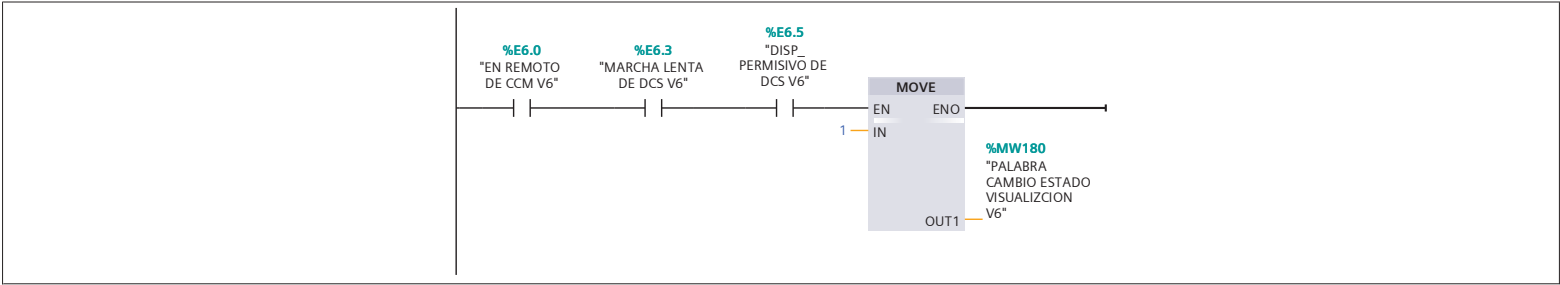 %E6.0
"EN REMOTO
DE CCM V6"
%E6.3
"MARCHA LENTA
DE DCS V6"
%E6.5
"DISP_
PERMISIVO DE
DCS V6"
MOVE
EN
ENO
1
IN
%MW180
"PALABRA
CAMBIO ESTADO
VISUALIZCION
V6"
OUT1